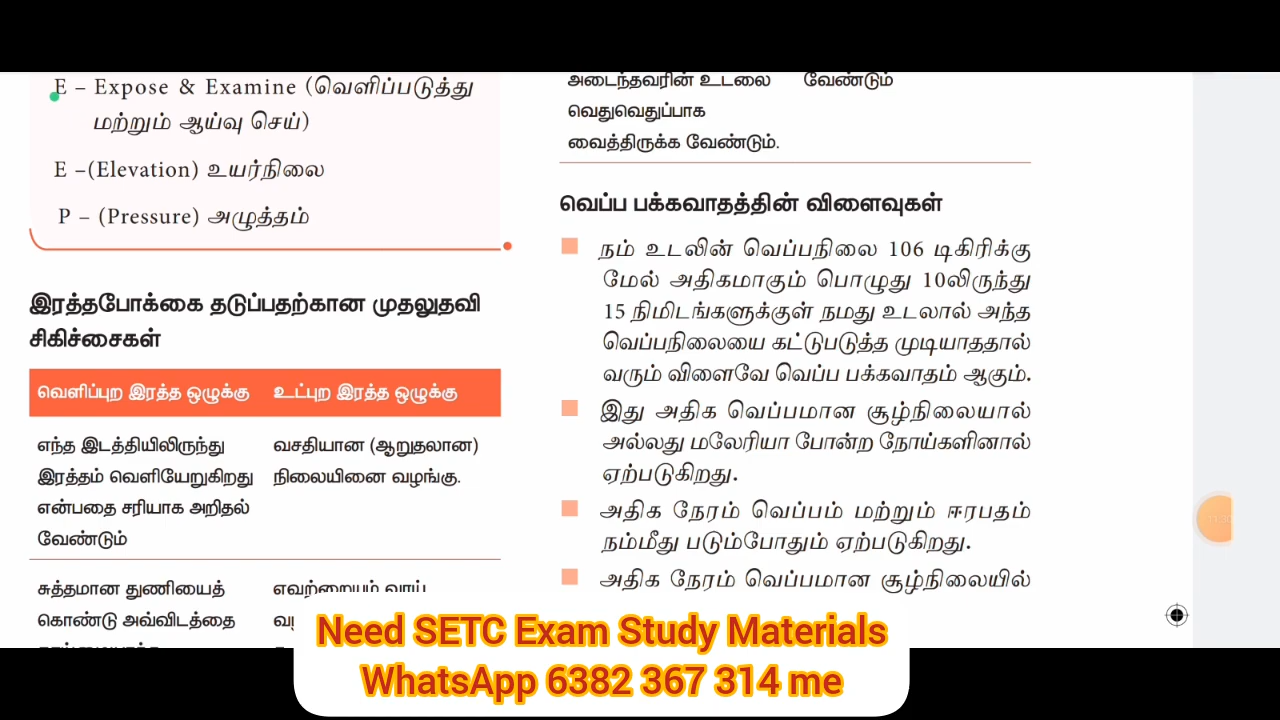 E – Expose & Examine (வெளிப்படுத்து
மற்றும் ஆய்வு செய்)
E –(Elevation) உயர்நிலை
P – (Pressure) அழுத்தம்
இரத்தபோக்கை தடுப்பதற்கான முதலுதவி
சிகிச்சைகள்
வெளிப்புற இரத்த ஒழுக்கு
உட்புற இரத்த ஒழுக்கு
எந்த இடத்தியிலிருந்து
இரத்தம் வெளியேறுகிறது
என்பதை சரியாக அறிதல்
வேண்டும்
வசதியான (ஆறுதலான)
நிலையினை வழங்கு.
சுத்தமான துணியைத்
கொண்டு அவ்விடத்தை
எவற்றையும் வாய்
அடைந்தவரின் உடலை
வெதுவெதுப்பாக
வைத்திருக்க வேண்டும்.
வேண்டும்
வெப்ப பக்கவாதத்தின் விளைவுகள்
நம் உடலின் வெப்பநிலை 106 டிகிரிக்கு
மேல் அதிகமாகும் பொழுது 10லிருந்து
15 நிமிடங்களுக்குள் நமது உடலால் அந்த
வெப்பநிலையை கட்டுபடுத்த முடியாததால்
வரும் விளைவே வெப்ப பக்கவாதம் ஆகும்.
இது அதிக வெப்பமான சூழ்நிலையால்
அல்லது மலேரியா போன்ற நோய்களினால்
ஏற்படுகிறது.
அதிக நேரம் வெப்பம் மற்றும் ஈரபதம்
நம்மீது படும்போதும் ஏற்படுகிறது.
அதிக நேரம் வெப்பமான சூழ்நிலையில்
Need SETC Exam Study Materials
WhatsApp 6382 367 314 me